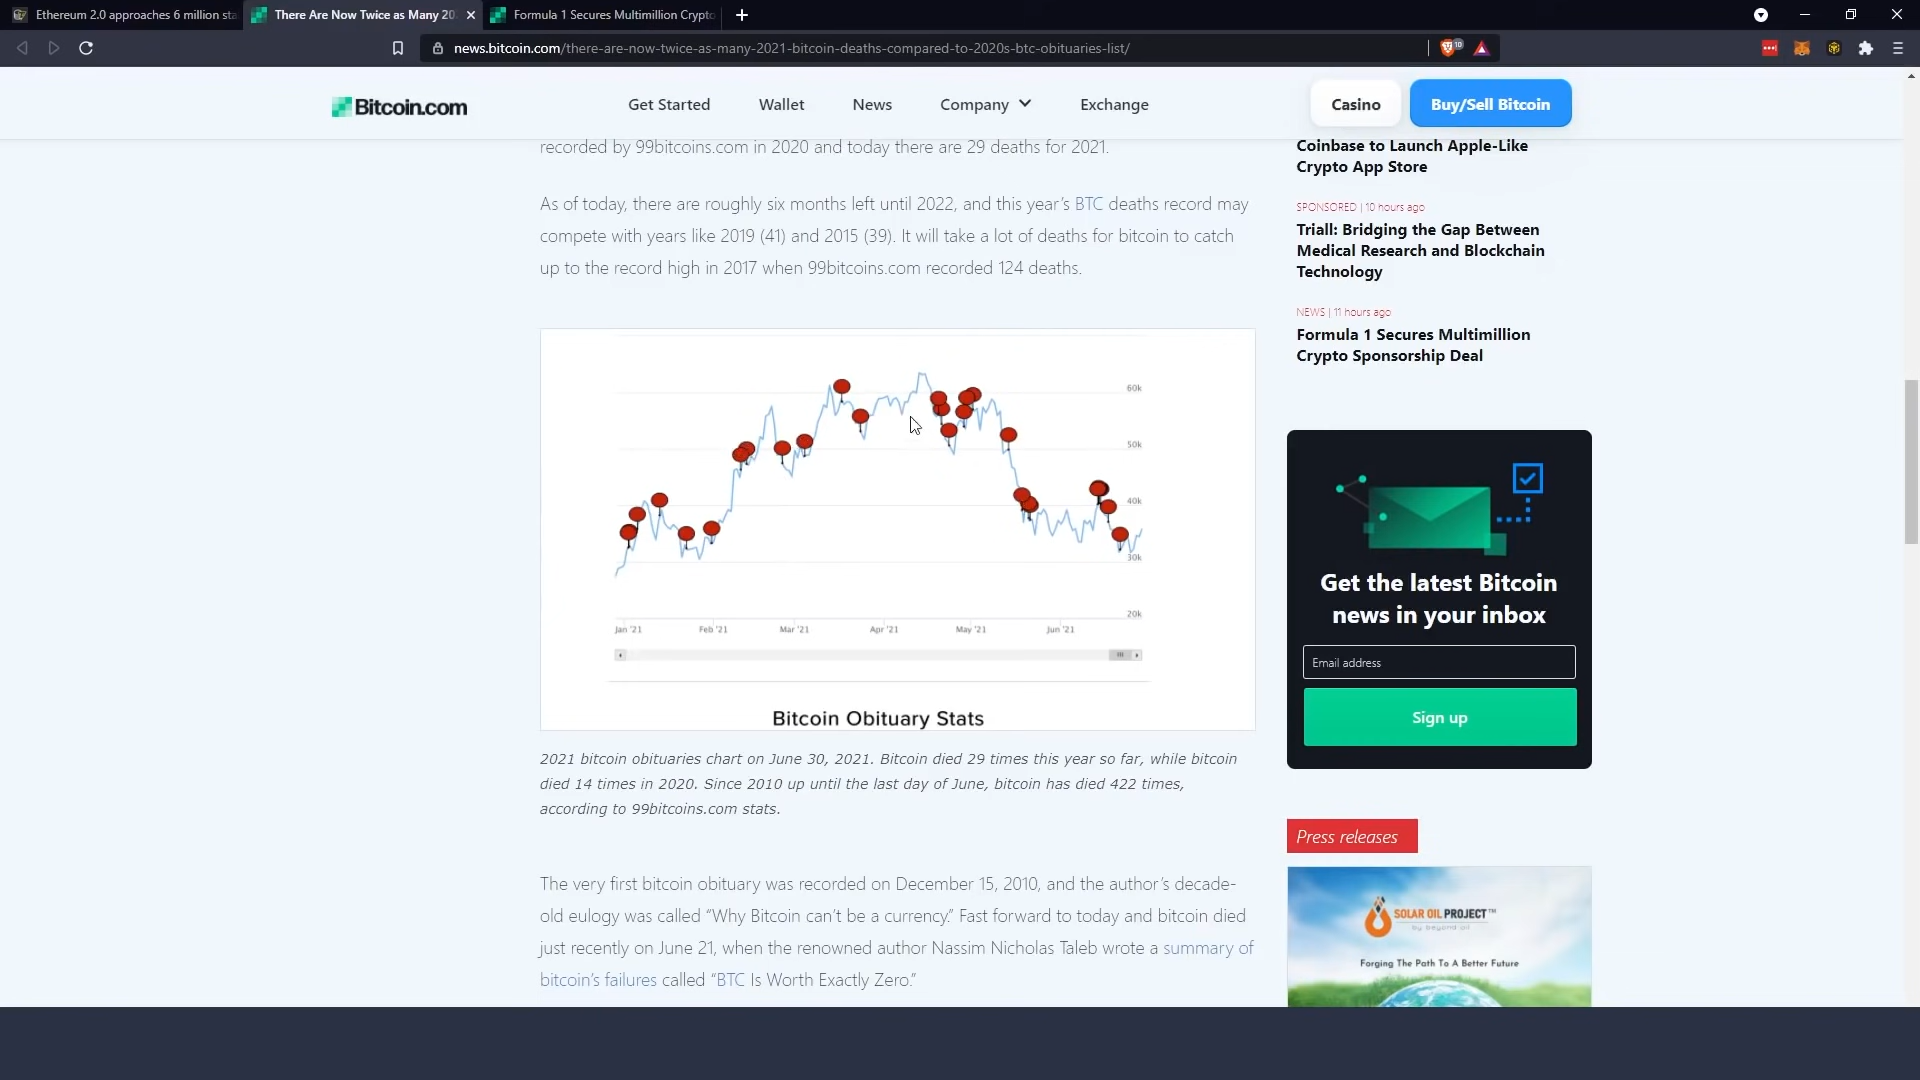 Ethereum 2.0 approaches 6 million sta
There Are Now Twice as Many 20
Formula 1 Secures Multimillion Crypto
news.bitcoin.com/there-are-now-twice-as-many-2021-bitcoin-deaths-compared-to-2020s-btc-obituaries-list/
10
Bitcoin.com
Get Started
Wallet
News
Company
Exchange
Casino
Buy/Sell Bitcoin
recorded by 99bitcoins.com in 2020 and today there are 29 deaths for 2021.
As of today, there are roughly six months left until 2022, and this year's BTC deaths record may
compete with years like 2019 (41) and 2015 (39). It will take a lot of deaths for bitcoin to catch
up to the record high in 2017 when 99bitcoins.com recorded 124 deaths.
60k
50k
40k
30k
20k
Jan '21
Feb '21
Mar '21
Apr '21
May '21
Jun '21
Bitcoin Obituary Stats
2021 bitcoin obituaries chart on June 30, 2021. Bitcoin died 29 times this year so far, while bitcoin
died 14 times in 2020. Since 2010 up until the last day of June, bitcoin has died 422 times,
according to 99bitcoins.com stats.
The very first bitcoin obituary was recorded on December 15, 2010, and the author's decade-
old eulogy was called “Why Bitcoin can't be a currency.” Fast forward to today and bitcoin died
just recently on June 21, when the renowned author Nassim Nicholas Taleb wrote a summary of
bitcoin's failures called “BTC Is Worth Exactly Zero.”
Coinbase to Launch Apple-Like
Crypto App Store
SPONSORED | 10 hours ago
Triall: Bridging the Gap Between
Medical Research and Blockchain
Technology
NEWS | 11 hours ago
Formula 1 Secures Multimillion
Crypto Sponsorship Deal
Get the latest Bitcoin
news in your inbox
Email address
Sign up
Press releases
SOLAR OIL PROJECT™
by beyond oil
Forging The Path To A Better Future